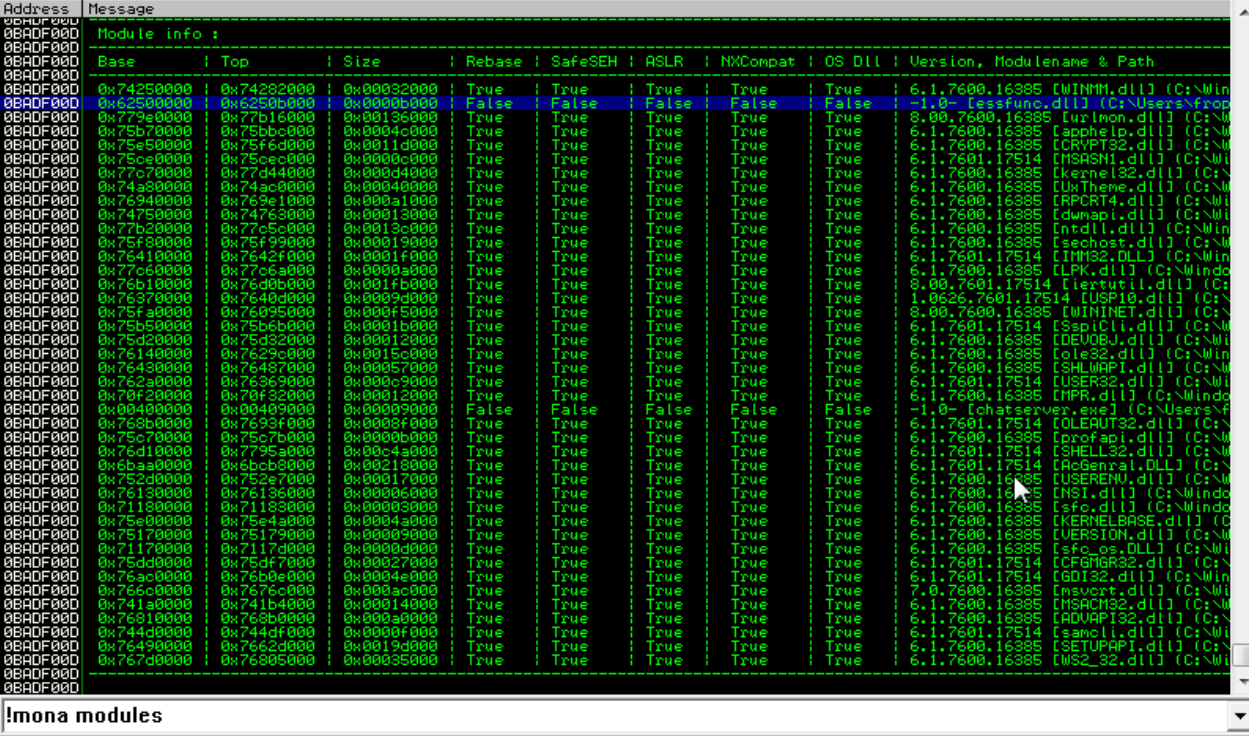 Address Message
0BADF00D
0BADF00D Module info :
0BADF00D
0BADF00D Base | Top | Size | Rebase | SafeSEH | ASLR | NXCompat | OS Dll | Version, Modulename & Path
0BADF00D
0BADF00D 0x74250000 | 0x74282000 | 0x00032000 | True | True | True | True | True | 6.1.7600.16385 [WINMM.dll] (C:\Win
0BADF00D 0x62500000 | 0x6250b000 | 0x0000b000 | False | False | False | False | False | -1.0- [essfunc.dll] (C:\Users\frop
0BADF00D 0x779e0000 | 0x77b16000 | 0x00136000 | True | True | True | True | True | 8.00.7600.16385 [urlmon.dll] (C:\W
0BADF00D 0x75b70000 | 0x75bbc000 | 0x0004c000 | True | True | True | True | True | 6.1.7600.16385 [apphelp.dll] (C:\W
0BADF00D 0x75e50000 | 0x75f6d000 | 0x0011d000 | True | True | True | True | True | 6.1.7600.16385 [CRYPT32.dll] (C:\W
0BADF00D 0x75ce0000 | 0x75cec000 | 0x0000c000 | True | True | True | True | True | 6.1.7601.17514 [MSASN1.dll] (C:\Wi
0BADF00D 0x77c70000 | 0x77d44000 | 0x000d4000 | True | True | True | True | True | 6.1.7600.16385 [kernel32.dll] (C:\
0BADF00D 0x74a80000 | 0x74ac0000 | 0x00040000 | True | True | True | True | True | 6.1.7600.16385 [UxTheme.dll] (C:\W
0BADF00D 0x76940000 | 0x769e1000 | 0x000a1000 | True | True | True | True | True | 6.1.7600.16385 [RPCRT4.dll] (C:\Wi
0BADF00D 0x74750000 | 0x74763000 | 0x00013000 | True | True | True | True | True | 6.1.7600.16385 [dwmapi.dll] (C:\Wi
0BADF00D 0x77b20000 | 0x77c5c000 | 0x0013c000 | True | True | True | True | True | 6.1.7600.16385 [ntdll.dll] (C:\Win
0BADF00D 0x75f80000 | 0x75f99000 | 0x00019000 | True | True | True | True | True | 6.1.7600.16385 [sechost.dll] (C:\W
0BADF00D 0x76410000 | 0x7642f000 | 0x0001f000 | True | True | True | True | True | 6.1.7601.17514 [IMM32.DLL] (C:\Win
0BADF00D 0x77c60000 | 0x77c6a000 | 0x0000a000 | True | True | True | True | True | 6.1.7600.16385 [LPK.dll] (C:\Windo
0BADF00D 0x76b10000 | 0x76d0b000 | 0x001fb000 | True | True | True | True | True | 8.00.7601.17514 [iertutil.dll] (C:
0BADF00D 0x76370000 | 0x7640d000 | 0x0009d000 | True | True | True | True | True | 1.0626.7601.17514 [USP10.dll] (C:\
0BADF00D 0x75fa0000 | 0x76095000 | 0x000f5000 | True | True | True | True | True | 8.00.7600.16385 [WININET.dll] (C:\
0BADF00D 0x75b50000 | 0x75b6b000 | 0x0001b000 | True | True | True | True | True | 6.1.7601.17514 [SspiCli.dll] (C:\W
0BADF00D 0x75d20000 | 0x75d32000 | 0x00012000 | True | True | True | True | True | 6.1.7600.16385 [DEVOBJ.dll] (C:\Wi
0BADF00D 0x76140000 | 0x7629c000 | 0x0015c000 | True | True | True | True | True | 6.1.7600.16385 [ole32.dll] (C:\Win
0BADF00D 0x76430000 | 0x76487000 | 0x00057000 | True | True | True | True | True | 6.1.7600.16385 [SHLWAPI.dll] (C:\W
0BADF00D 0x762a0000 | 0x76369000 | 0x000c9000 | True | True | True | True | True | 6.1.7601.17514 [USER32.dll] (C:\Wi
0BADF00D 0x70f20000 | 0x70f32000 | 0x00012000 | True | True | True | True | True | 6.1.7600.16385 [MPR.dll] (C:\Windo
0BADF00D 0x00400000 | 0x00409000 | 0x00009000 | False | False | False | False | False | -1.0- [chatserver.exe] (C:\Users\f
0BADF00D 0x768b0000 | 0x7693f000 | 0x0008f000 | True | True | True | True | True | 6.1.7601.17514 [OLEAUT32.dll] (C:\
0BADF00D 0x75c70000 | 0x75c7b000 | 0x0000b000 | True | True | True | True | True | 6.1.7600.16385 [profapi.dll] (C:\W
0BADF00D 0x76d10000 | 0x7795a000 | 0x00c4a000 | True | True | True | True | True | 6.1.7601.17514 [SHELL32.dll] (C:\W
0BADF00D 0x6baa0000 | 0x6bcb8000 | 0x00218000 | True | True | True | True | True | 6.1.7601.17514 [AcGenral.DLL] (C:\
0BADF00D 0x752d0000 | 0x752e7000 | 0x00017000 | True | True | True | True | True | [USERENV.dll] (C:\W
0BADF00D 0x76130000 | 0x76136000 | 0x00006000 | True | True | True | True | True | [NSI.dll] (C:\Windo
0BADF00D 0x71180000 | 0x71183000 | 0x00003000 | True | True | True | True | True | 6.1.7600.16385 [sfc.dll] (C:\Windo
0BADF00D 0x75e00000 | 0x75e4a000 | 0x0004a000 | True | True | True | True | True | 6.1.7600.16385 [KERNELBASE.dll] (C
0BADF00D 0x75170000 | 0x75179000 | 0x00009000 | True | True | True | True | True | 6.1.7600.16385 [VERSION.dll] (C:\W
0BADF00D 0x71170000 | 0x7117d000 | 0x0000d000 | True | True | True | True | True | 6.1.7600.16385 [sfc_os.DLL] (C:\Wi
0BADF00D 0x75dd0000 | 0x75df7000 | 0x00027000 | True | True | True | True | True | 6.1.7601.17514 [CFGMGR32.dll] (C:\
0BADF00D 0x76ac0000 | 0x76b0e000 | 0x0004e000 | True | True | True | True | True | 6.1.7601.17514 [GDI32.dll] (C:\Win
0BADF00D 0x766c0000 | 0x7676c000 | 0x000ac000 | True | True | True | True | True | 7.0.7600.16385 [msvcrt.dll] (C:\Wi
0BADF00D 0x741a0000 | 0x741b4000 | 0x00014000 | True | True | True | True | True | 6.1.7600.16385 [MSACM32.dll] (C:\W
0BADF00D 0x76810000 | 0x768b0000 | 0x000a0000 | True | True | True | True | True | 6.1.7600.16385 [ADVAPI32.dll] (C:\
0BADF00D 0x744d0000 | 0x744df000 | 0x0000f000 | True | True | True | True | True | 6.1.7601.17514 [samcli.dll] (C:\Wi
0BADF00D 0x76490000 | 0x7662d000 | 0x0019d000 | True | True | True | True | True | 6.1.7600.16385 [SETUPAPI.dll] (C:\
0BADF00D 0x767d0000 | 0x76805000 | 0x00035000 | True | True | True | True | True | 6.1.7600.16385 [WS2_32.dll] (C:\Wi
0BADF00D
0BADF00D
!mona modules